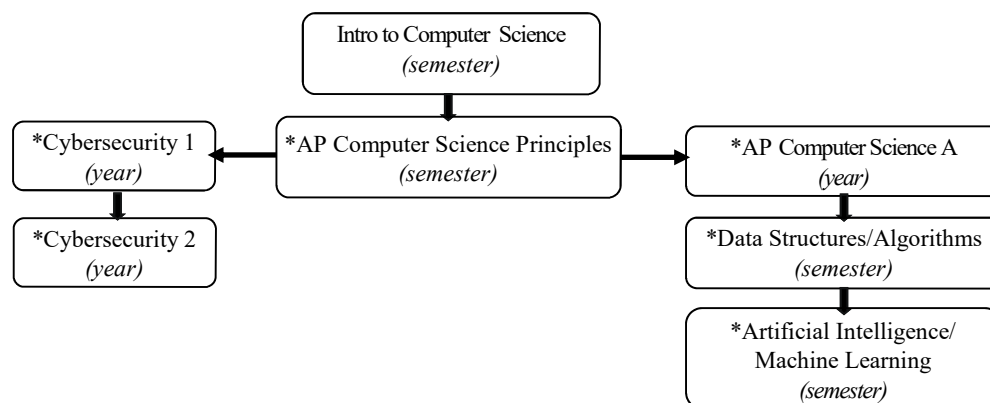 Intro to Computer Science
(semester)
*Cybersecurity 1
(year)
*AP Computer Science Principles
(semester)
*AP Computer Science A
(year)
*Cybersecurity 2
(year)
*Data Structures/Algorithms
(semester)
*Artificial Intelligence/
Machine Learning
(semester)